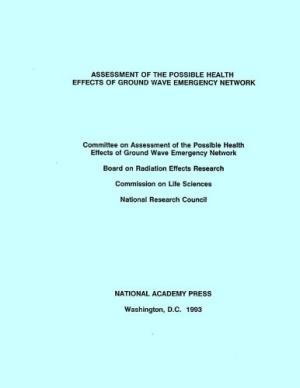 ASSESSMENT OF THE POSSIBLE HEALTH
EFFECTS OF GROUND WAVE EMERGENCY NETWORK
Committee on Assessment of the Possible Health
Effects of Ground Wave Emergency Network
Board on Radiation Effects Research
Commission on Life Sciences
National Research Council
NATIONAL ACADEMY PRESS
Washington, D.C. 1993